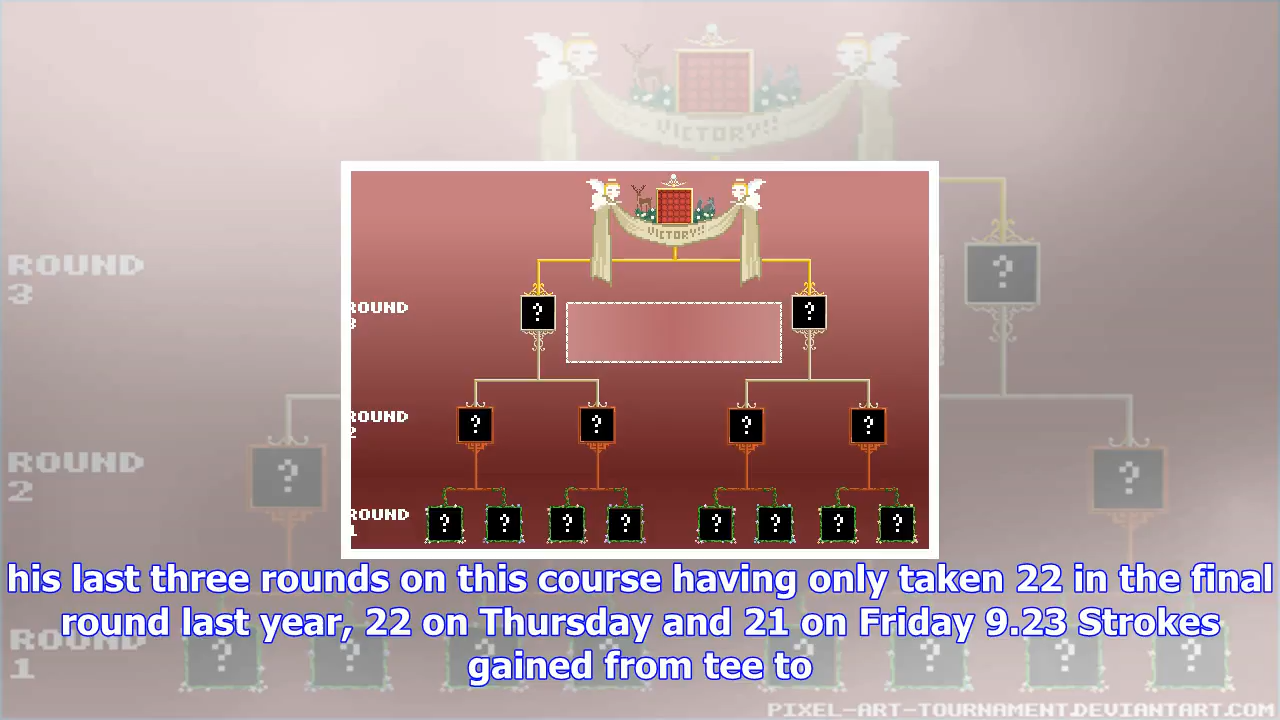 VICTORY!!
VICTORY!!
ROUND
3
? ?
?
ROUND
3
ROUND
2
? ? ? ?
ROUND
2
? ?
ROUND
1
? ? ? ? ? ? ? ?
his last three rounds on this course having only taken 22 in the final
round last year, 22 on Thursday and 21 on Friday 9.23 Strokes
gained from tee to
ROUND
1
? ? ? ? ? ?
PIXEL-ART-TOURNAMENT.DEVIANTART.COM